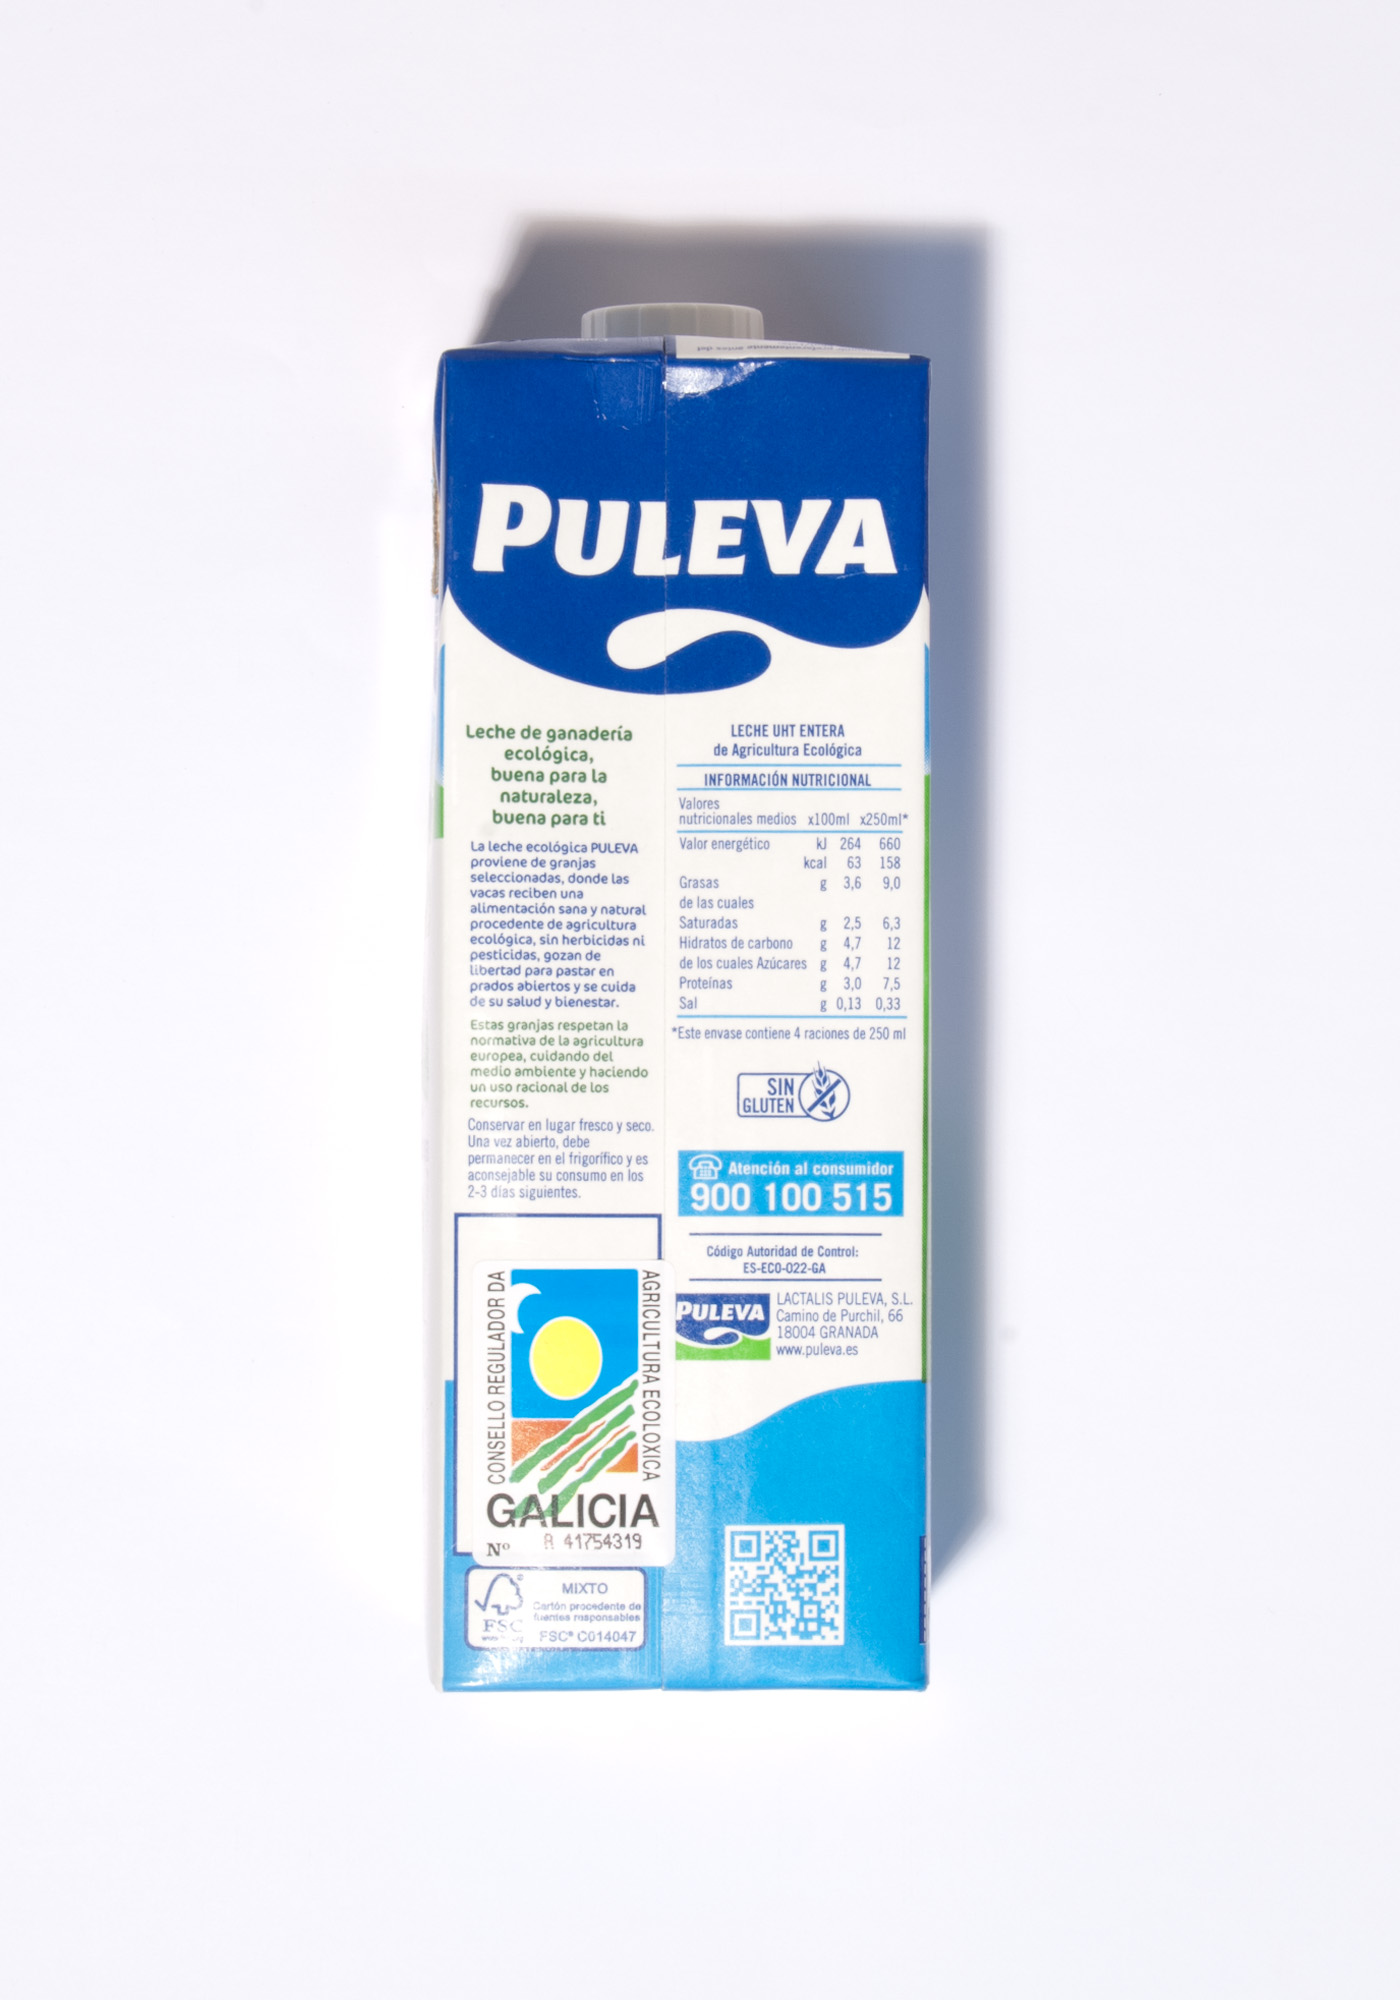 PULEVA
Leche de ganadería
ecológica,
buena para la
naturaleza,
buena para ti
La leche ecológica PULEVA
proviene de granjas
seleccionadas, donde las
vacas reciben una
alimentación sana y natural
procedente de agricultura
ecológica, sin herbicidas ni
pesticidas, gozan de
libertad para pastar en
prados abiertos y se cuida
de su salud y bienestar.
Estas granjas respetan la
normativa de la agricultura
europea, cuidando del
medio ambiente y haciendo
un uso racional de los
recursos.
Conservar en lugar fresco y seco.
Una vez abierto, debe
permanecer en el frigorífico y es
aconsejable su consumo en los
2-3 días siguientes.
CONSELLO REGULADOR DA
AGRICULTURA ECOLOXICA
GALICIA
Nº A 41754319
FSC
MIXTO
Cartón procedente de
fuentes responsables
FSC® C014047
LECHE UHT ENTERA
de Agricultura Ecológica
INFORMACIÓN NUTRICIONAL
Valores
nutricionales medios x100ml x250ml*
Valor energético kJ 264 660
kcal 63 158
Grasas g 3,6 9,0
de las cuales
Saturadas g 2,5 6,3
Hidratos de carbono g 4,7 12
de los cuales Azúcares g 4,7 12
Proteínas g 3,0 7,5
Sal g 0,13 0,33
*Este envase contiene 4 raciones de 250 ml
SIN
GLUTEN
Atención al consumidor
900 100 515
Código Autoridad de Control:
ES-ECO-022-GA
PULEVA
LACTALIS PULEVA, S.L.
Camino de Purchil, 66
18004 GRANADA
www.puleva.es